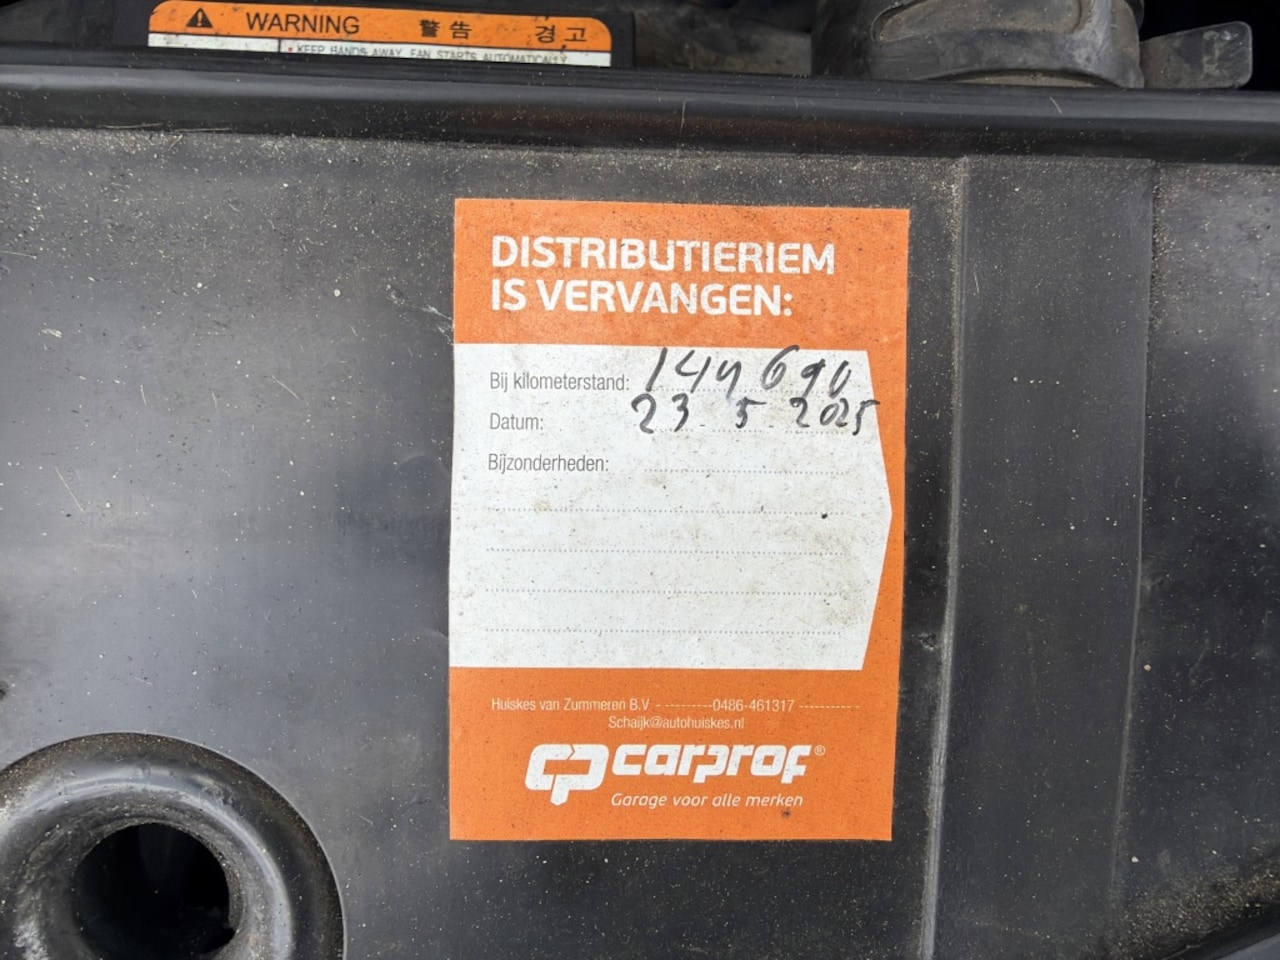 WARNING 警告 경고
• KEEP HANDS AWAY. FAN STARTS AUTOMATICALLY
DISTRIBUTIERIEM
IS VERVANGEN:
Bij kilometerstand: 144690
Datum: 23-5-2025
Bijzonderheden:
Huiskes van Zummeren B.V - ----------0486-461317 -----------
Schaijk@autohuiskes.nl
CP carprof®
Garage voor alle merken